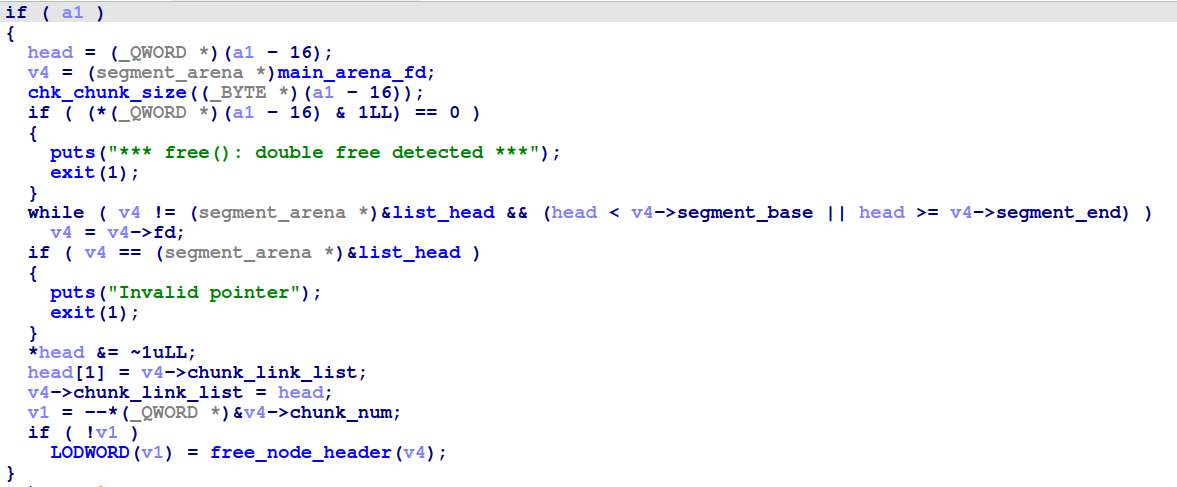 if ( a1 )
{
head = (_QWORD *)(a1 - 16);
v4 = (segment_arena *)main_arena_fd;
chk_chunk_size((_BYTE *)(a1 - 16));
if ( (*(_QWORD *)(a1 - 16) & 1LL) == 0 )
{
puts("*** free(): double free detected ***");
exit(1);
}
while ( v4 != (segment_arena *)&list_head && (head < v4->segment_base || head >= v4->segment_end) )
v4 = v4->fd;
if ( v4 == (segment_arena *)&list_head )
{
puts("Invalid pointer");
exit(1);
}
*head &= ~1uLL;
head[1] = v4->chunk_link_list;
v4->chunk_link_list = head;
v1 = --*(_QWORD *)&v4->chunk_num;
if ( !v1 )
LODWORD(v1) = free_node_header(v4);
}